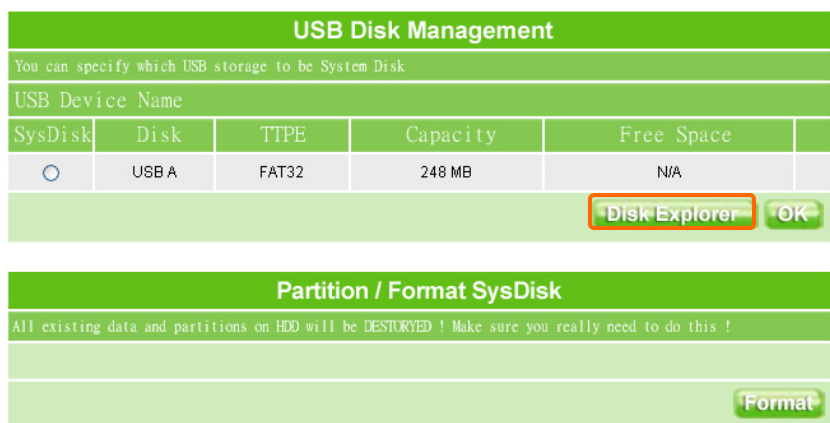 USB Disk Management
You can specify which USB storage to be System Disk
USB Device Name
SysDisk Disk TTPE Capacity Free Space
USB A FAT32 248 MB N/A
Disk Explorer OK
Partition / Format SysDisk
All existing data and partitions on HDD will be DESTORYED ! Make sure you really need to do this !
Format